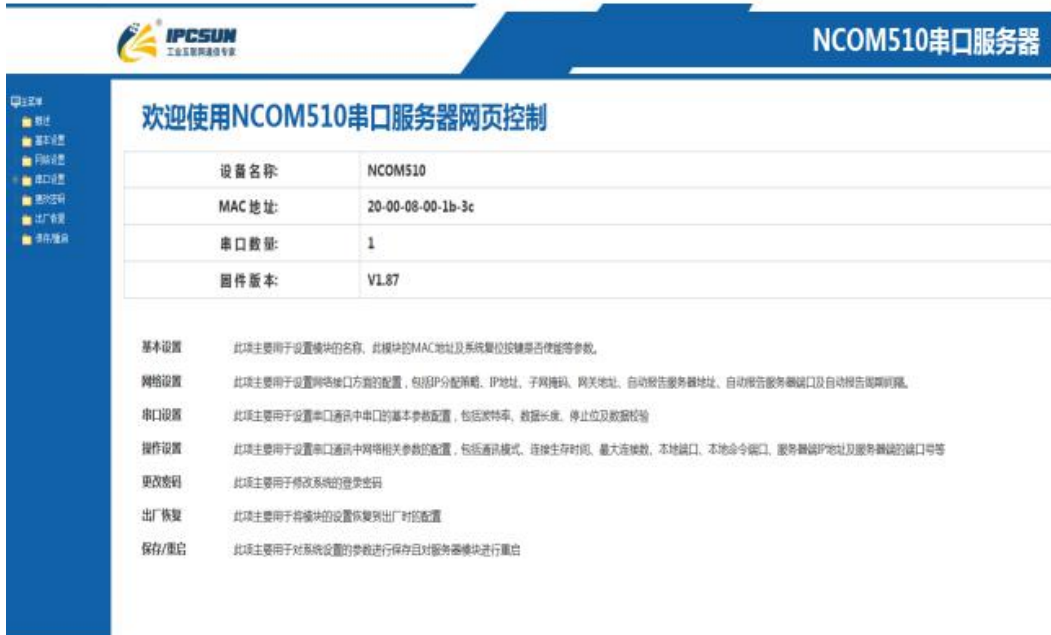 IPCSUN
工业互联网通信专家
NCOM510串口服务器
主菜单
概述
基本设置
网络设置
串口设置
更改密码
出厂恢复
保存/重启
欢迎使用NCOM510串口服务器网页控制
设备名称: NCOM510
MAC地址: 20-00-08-00-1b-3c
串口数量: 1
固件版本: V1.87
基本设置 此项主要用于设置模块的名称、此模块的MAC地址及系统复位按键是否使能等参数。
网络设置 此项主要用于设置网络接口方面的配置，包括IP分配策略、IP地址、子网掩码、网关地址、自动报告服务器地址、自动报告服务器端口及自动报告周期间隔。
串口设置 此项主要用于设置串口通讯中串口的基本参数配置，包括波特率、数据长度、停止位及数据校验
操作设置 此项主要用于设置串口通讯中网络相关参数的配置，包括通讯模式、连接生存时间、最大连接数、本地端口、本地命令端口、服务器端IP地址及服务器端的端口号等
更改密码 此项主要用于修改系统的登录密码
出厂恢复 此项主要用于将模块的设置恢复到出厂时的配置
保存/重启 此项主要用于对系统设置的参数进行保存且对服务器模块进行重启